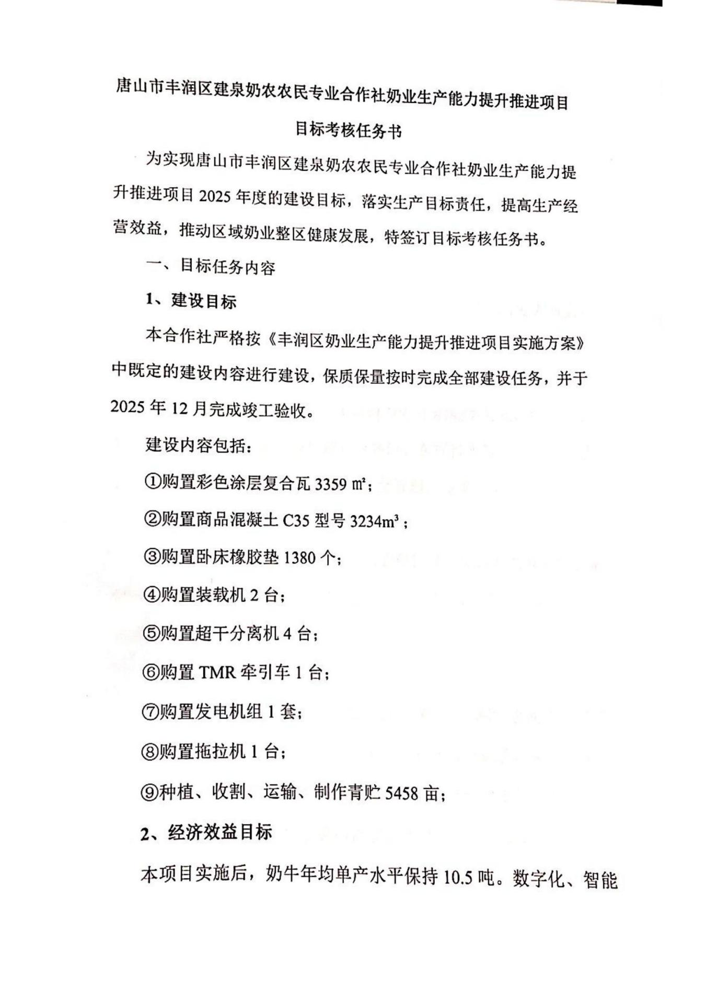 唐山市丰润区建泉奶农农民专业合作社奶业生产能力提升推进项目
目标考核任务书
为实现唐山市丰润区建泉奶农农民专业合作社奶业生产能力提
升推进项目 2025 年度的建设目标，落实生产目标责任，提高生产经
营效益，推动区域奶业整区健康发展，特签订目标考核任务书。
一、目标任务内容
1、建设目标
本合作社严格按《丰润区奶业生产能力提升推进项目实施方案》
中既定的建设内容进行建设，保质保量按时完成全部建设任务，并于
2025 年 12 月完成竣工验收。
建设内容包括：
①购置彩色涂层复合瓦 3359 ㎡；
②购置商品混凝土 C35 型号 3234m³；
③购置卧床橡胶垫 1380 个；
④购置装载机 2 台；
⑤购置超干分离机 4 台；
⑥购置 TMR 牵引车 1 台；
⑦购置发电机组 1 套；
⑧购置拖拉机 1 台；
⑨种植、收割、运输、制作青贮 5458 亩；
2、经济效益目标
本项目实施后，奶牛年均单产水平保持 10.5 吨。数字化、智能